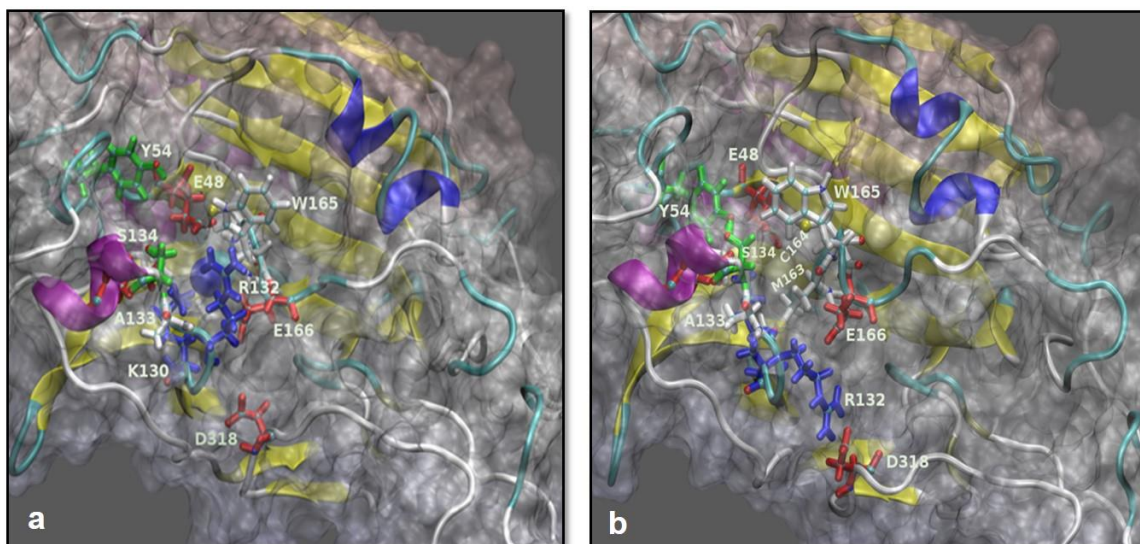 Y54
E48
W165
S134
R132
A133
E166
K130
D318
a
E48
W165
Y54
S134
C164
M163
A133
E166
R132
D318
b